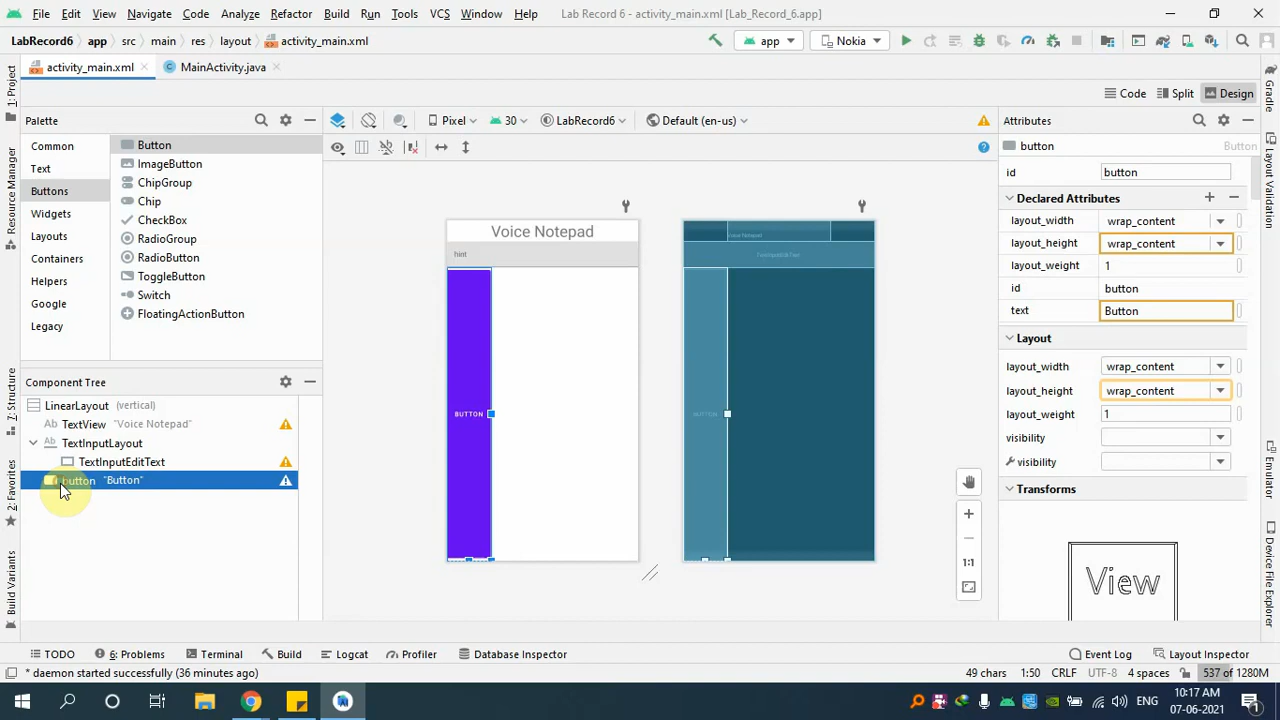 File Edit View Navigate Code Analyze Refactor Build Run Tools VCS Window Help Lab Record 6 - activity_main.xml [Lab_Record_6.app]
LabRecord6 app src main res layout activity_main.xml app Nokia
activity_main.xml MainActivity.java
Code Split Design
Palette Pixel 30 LabRecord6 Default (en-us) Attributes
Common Button button Button
Text ImageButton
Buttons ChipGroup id button
Widgets Chip Declared Attributes
Layouts CheckBox layout_width wrap_content
Containers RadioGroup layout_height wrap_content
Helpers RadioButton layout_weight 1
Google ToggleButton id button
Legacy Switch text Button
FloatingActionButton
Voice Notepad
hint
BUTTON
Voice Notepad
TextInputEditText
BUTTON
Layout
layout_width wrap_content
layout_height wrap_content
layout_weight 1
visibility
visibility
Transforms
View
Component Tree
LinearLayout (vertical)
Ab TextView "Voice Notepad"
Ab TextInputLayout
TextInputEditText
button "Button"
1:1
1: Project
Resource Manager
Z: Structure
2: Favorites
Build Variants
Gradle
Layout Validation
Emulator
Device File Explorer
TODO 6: Problems Terminal Build Logcat Profiler Database Inspector Event Log Layout Inspector
* daemon started successfully (36 minutes ago) 49 chars 1:50 CRLF UTF-8 4 spaces 537 of 1280M
ENG 10:17 AM
07-06-2021
1